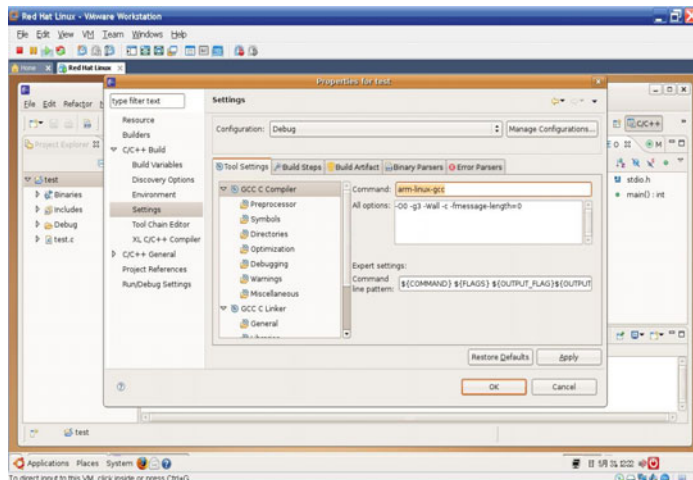 Red Hat Linux - VMware Workstation
File Edit View VM Team Windows Help
Home X Red Hat Linux X
Properties for test
File Edit Refactor
type filter text
Settings
Resource
Builders
C/C++ Build
Build Variables
Discovery Options
Environment
Settings
Tool Chain Editor
XL C/C++ Compiler
C/C++ General
Project References
Run/Debug Settings
Configuration: Debug
Manage Configurations...
Tool Settings Build Steps Build Artifact Binary Parsers Error Parsers
GCC C Compiler
Preprocessor
Symbols
Directories
Optimization
Debugging
Warnings
Miscellaneous
GCC C Linker
General
Command: arm-linux-gcc
All options: -O0 -g3 -Wall -c -fmessage-length=0
Expert settings:
Command
line pattern: ${COMMAND} ${FLAGS} ${OUTPUT_FLAG}${OUTPUT
Restore Defaults Apply
OK Cancel
Project Explorer
test
Binaries
Includes
Debug
test.c
C/C++
stdio.h
main() : int
test
Applications Places System
To direct input to this VM, click inside or press Ctrl+G.